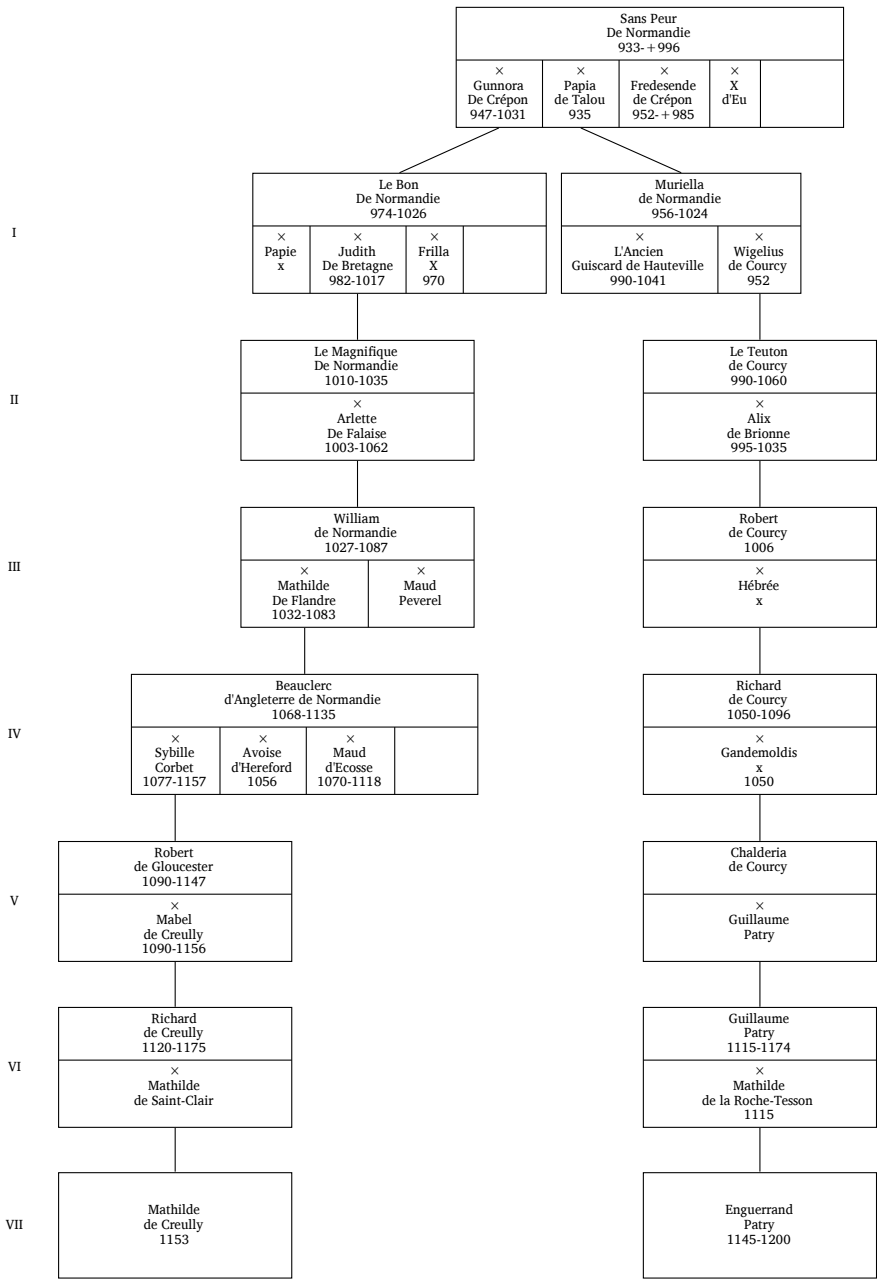 Sans Peur
De Normandie
933-+996
×
Gunnora
De Crépon
947-1031
×
Papia
de Talou
935
×
Fredesende
de Crépon
952-+985
×
X
d'Eu
I
Le Bon
De Normandie
974-1026
×
Papie
x
×
Judith
De Bretagne
982-1017
×
Frilla
X
970
Muriella
de Normandie
956-1024
×
L'Ancien
Guiscard de Hauteville
990-1041
×
Wigelius
de Courcy
952
II
Le Magnifique
De Normandie
1010-1035
×
Arlette
De Falaise
1003-1062
Le Teuton
de Courcy
990-1060
×
Alix
de Brionne
995-1035
III
William
de Normandie
1027-1087
×
Mathilde
De Flandre
1032-1083
×
Maud
Peverel
Robert
de Courcy
1006
×
Hébrée
x
IV
Beauclerc
d'Angleterre de Normandie
1068-1135
×
Sybille
Corbet
1077-1157
×
Avoise
d'Hereford
1056
×
Maud
d'Ecosse
1070-1118
Richard
de Courcy
1050-1096
×
Gandemoldis
x
1050
V
Robert
de Gloucester
1090-1147
×
Mabel
de Creully
1090-1156
Chalderia
de Courcy
×
Guillaume
Patry
VI
Richard
de Creully
1120-1175
×
Mathilde
de Saint-Clair
Guillaume
Patry
1115-1174
×
Mathilde
de la Roche-Tesson
1115
VII
Mathilde
de Creully
1153
Enguerrand
Patry
1145-1200